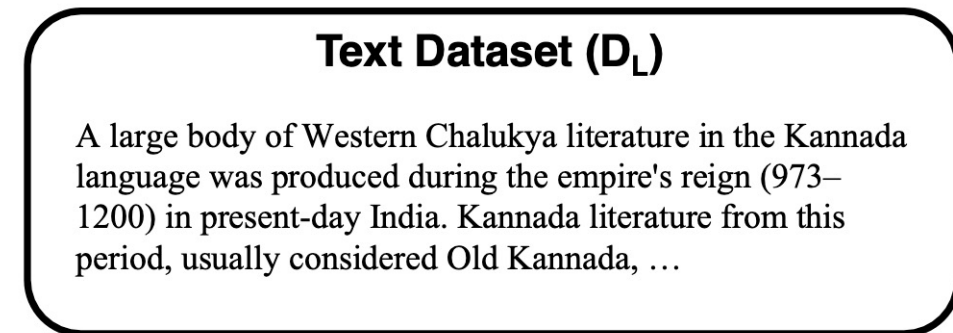 Text Dataset (D_L)
A large body of Western Chalukya literature in the Kannada
language was produced during the empire's reign (973–
1200) in present-day India. Kannada literature from this
period, usually considered Old Kannada, …